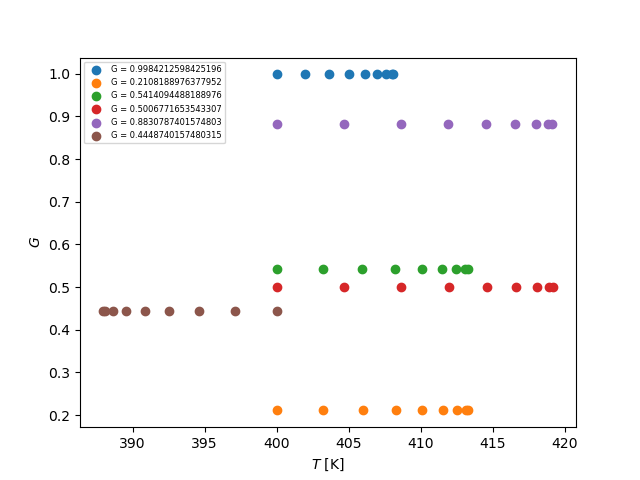 G = 0.9984212598425196
G = 0.2108188976377952
G = 0.5414094488188976
G = 0.5006771653543307
G = 0.8830787401574803
G = 0.4448740157480315
1.0
0.9
0.8
0.7
0.6
0.5
0.4
0.3
0.2
G
390
395
400
405
410
415
420
T [K]